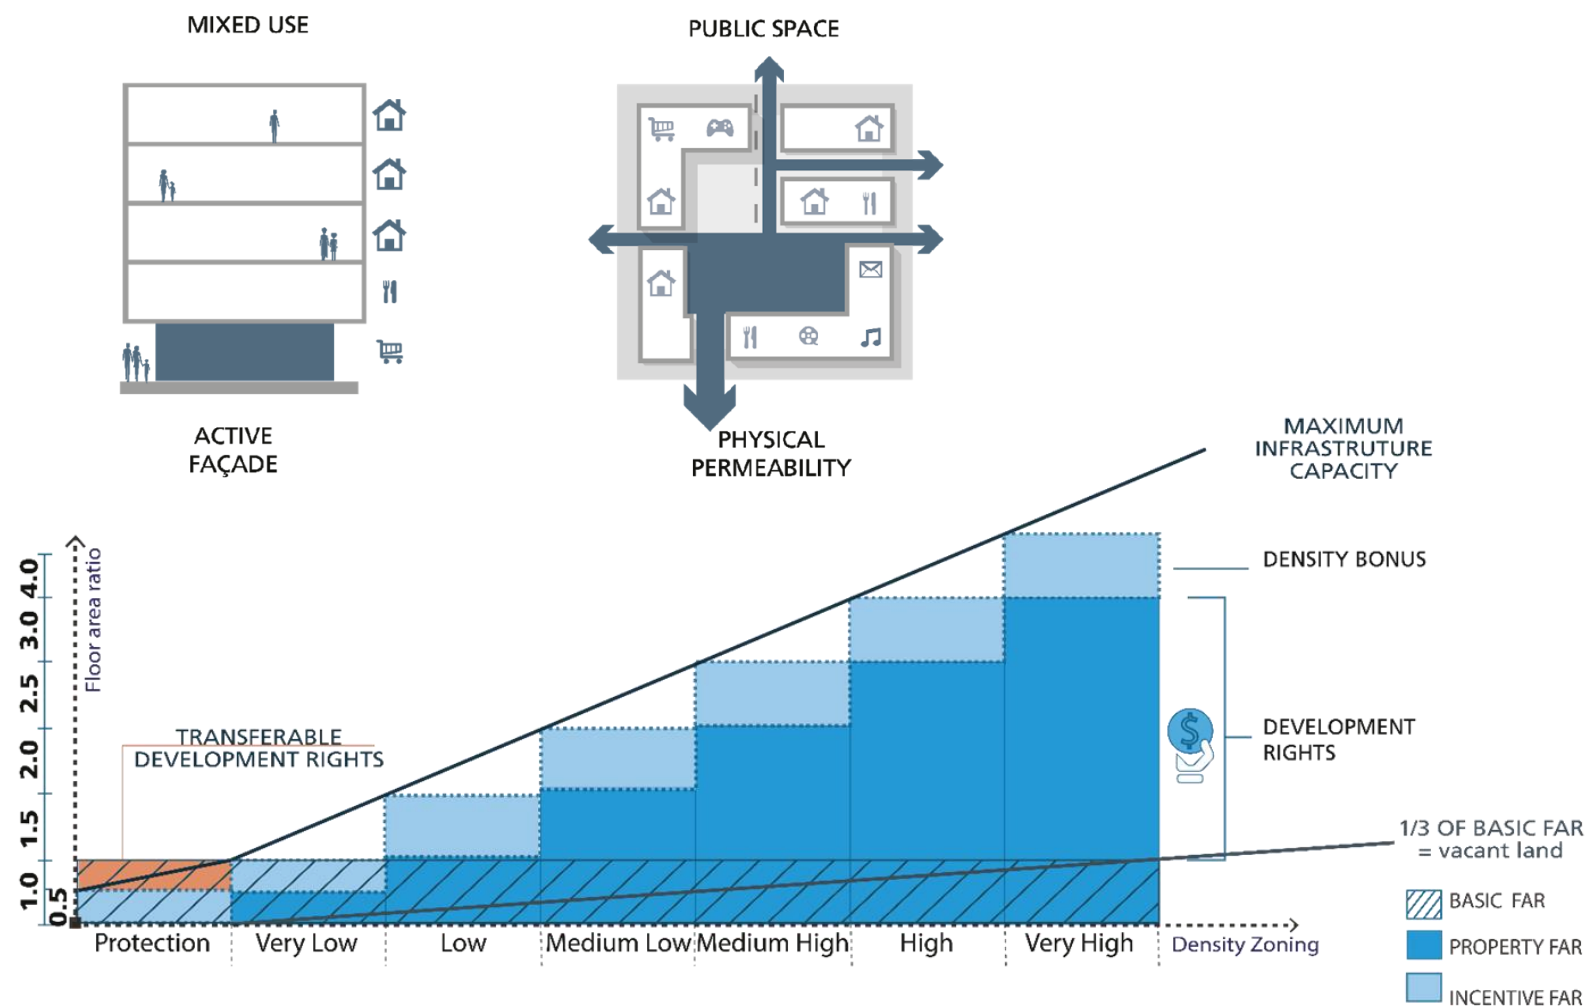 MIXED USE
PUBLIC SPACE
ACTIVE
FAÇADE
PHYSICAL
PERMEABILITY
MAXIMUM
INFRASTRUTURE
CAPACITY
DENSITY BONUS
4.0
3.0
2.5
2.0
1.5
1.0
0.5
Floor area ratio
TRANSFERABLE
DEVELOPMENT RIGHTS
$
DEVELOPMENT
RIGHTS
1/3 OF BASIC FAR
= vacant land
Protection
Very Low
Low
Medium Low
Medium High
High
Very High
Density Zoning
BASIC FAR
PROPERTY FAR
INCENTIVE FAR